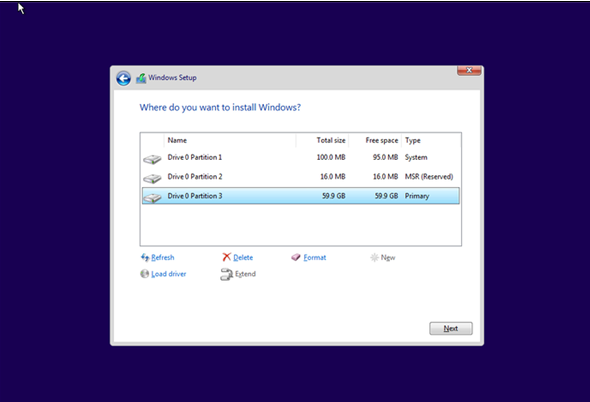 Windows Setup
Where do you want to install Windows?
Name Total size Free space Type
Drive 0 Partition 1 100.0 MB 95.0 MB System
Drive 0 Partition 2 16.0 MB 16.0 MB MSR (Reserved)
Drive 0 Partition 3 59.9 GB 59.9 GB Primary
Refresh Delete Format New
Load driver Extend
Next